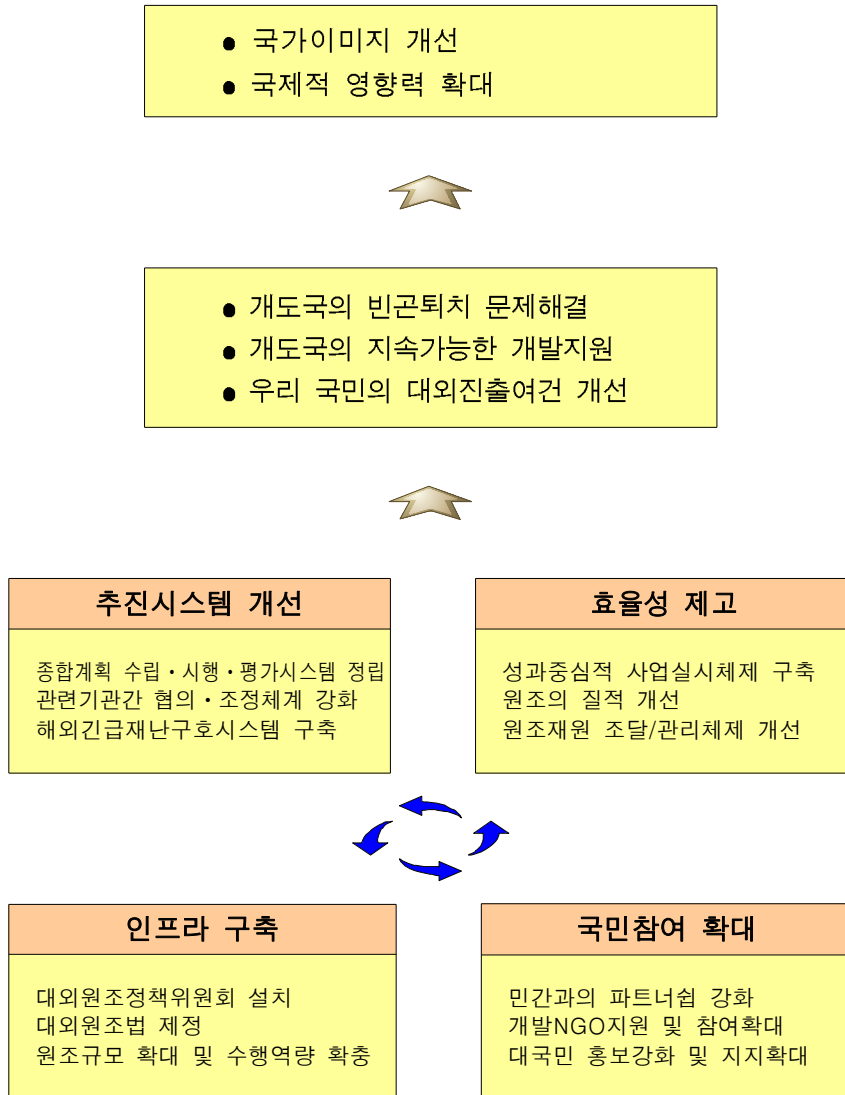 ● 국가이미지 개선
● 국제적 영향력 확대
● 개도국의 빈곤퇴치 문제해결
● 개도국의 지속가능한 개발지원
● 우리 국민의 대외진출여건 개선
추진시스템 개선
종합계획 수립·시행·평가시스템 정립
관련기관간 협의·조정체계 강화
해외긴급재난구호시스템 구축
효율성 제고
성과중심적 사업실시체제 구축
원조의 질적 개선
원조재원 조달/관리체제 개선
인프라 구축
대외원조정책위원회 설치
대외원조법 제정
원조규모 확대 및 수행역량 확충
국민참여 확대
민간과의 파트너쉽 강화
개발NGO지원 및 참여확대
대국민 홍보강화 및 지지확대